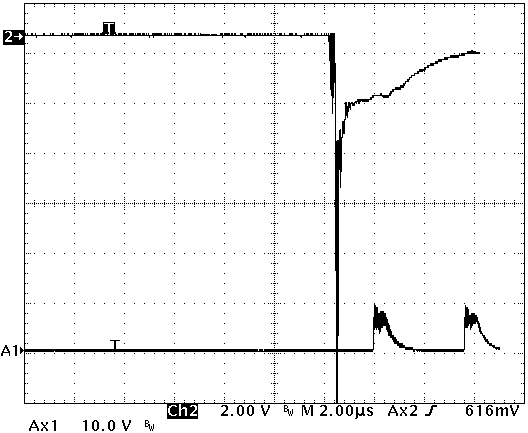 T
2
T
A1
Ch2 2.00 V BW M 2.00µs Ax2 616mV
Ax1 10.0 V BW